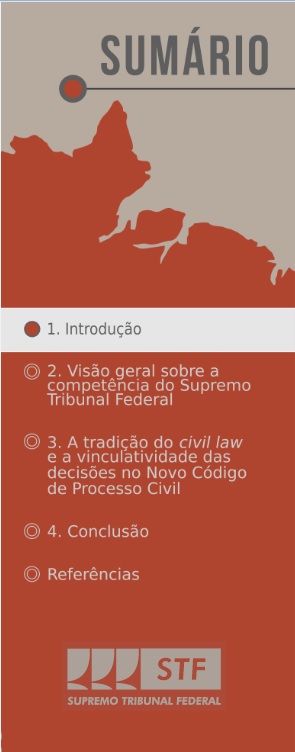 SUMÁRIO
1. Introdução
2. Visão geral sobre a
competência do Supremo
Tribunal Federal
3. A tradição do civil law
e a vinculatividade das
decisões no Novo Código
de Processo Civil
4. Conclusão
Referências
STF
SUPREMO TRIBUNAL FEDERAL